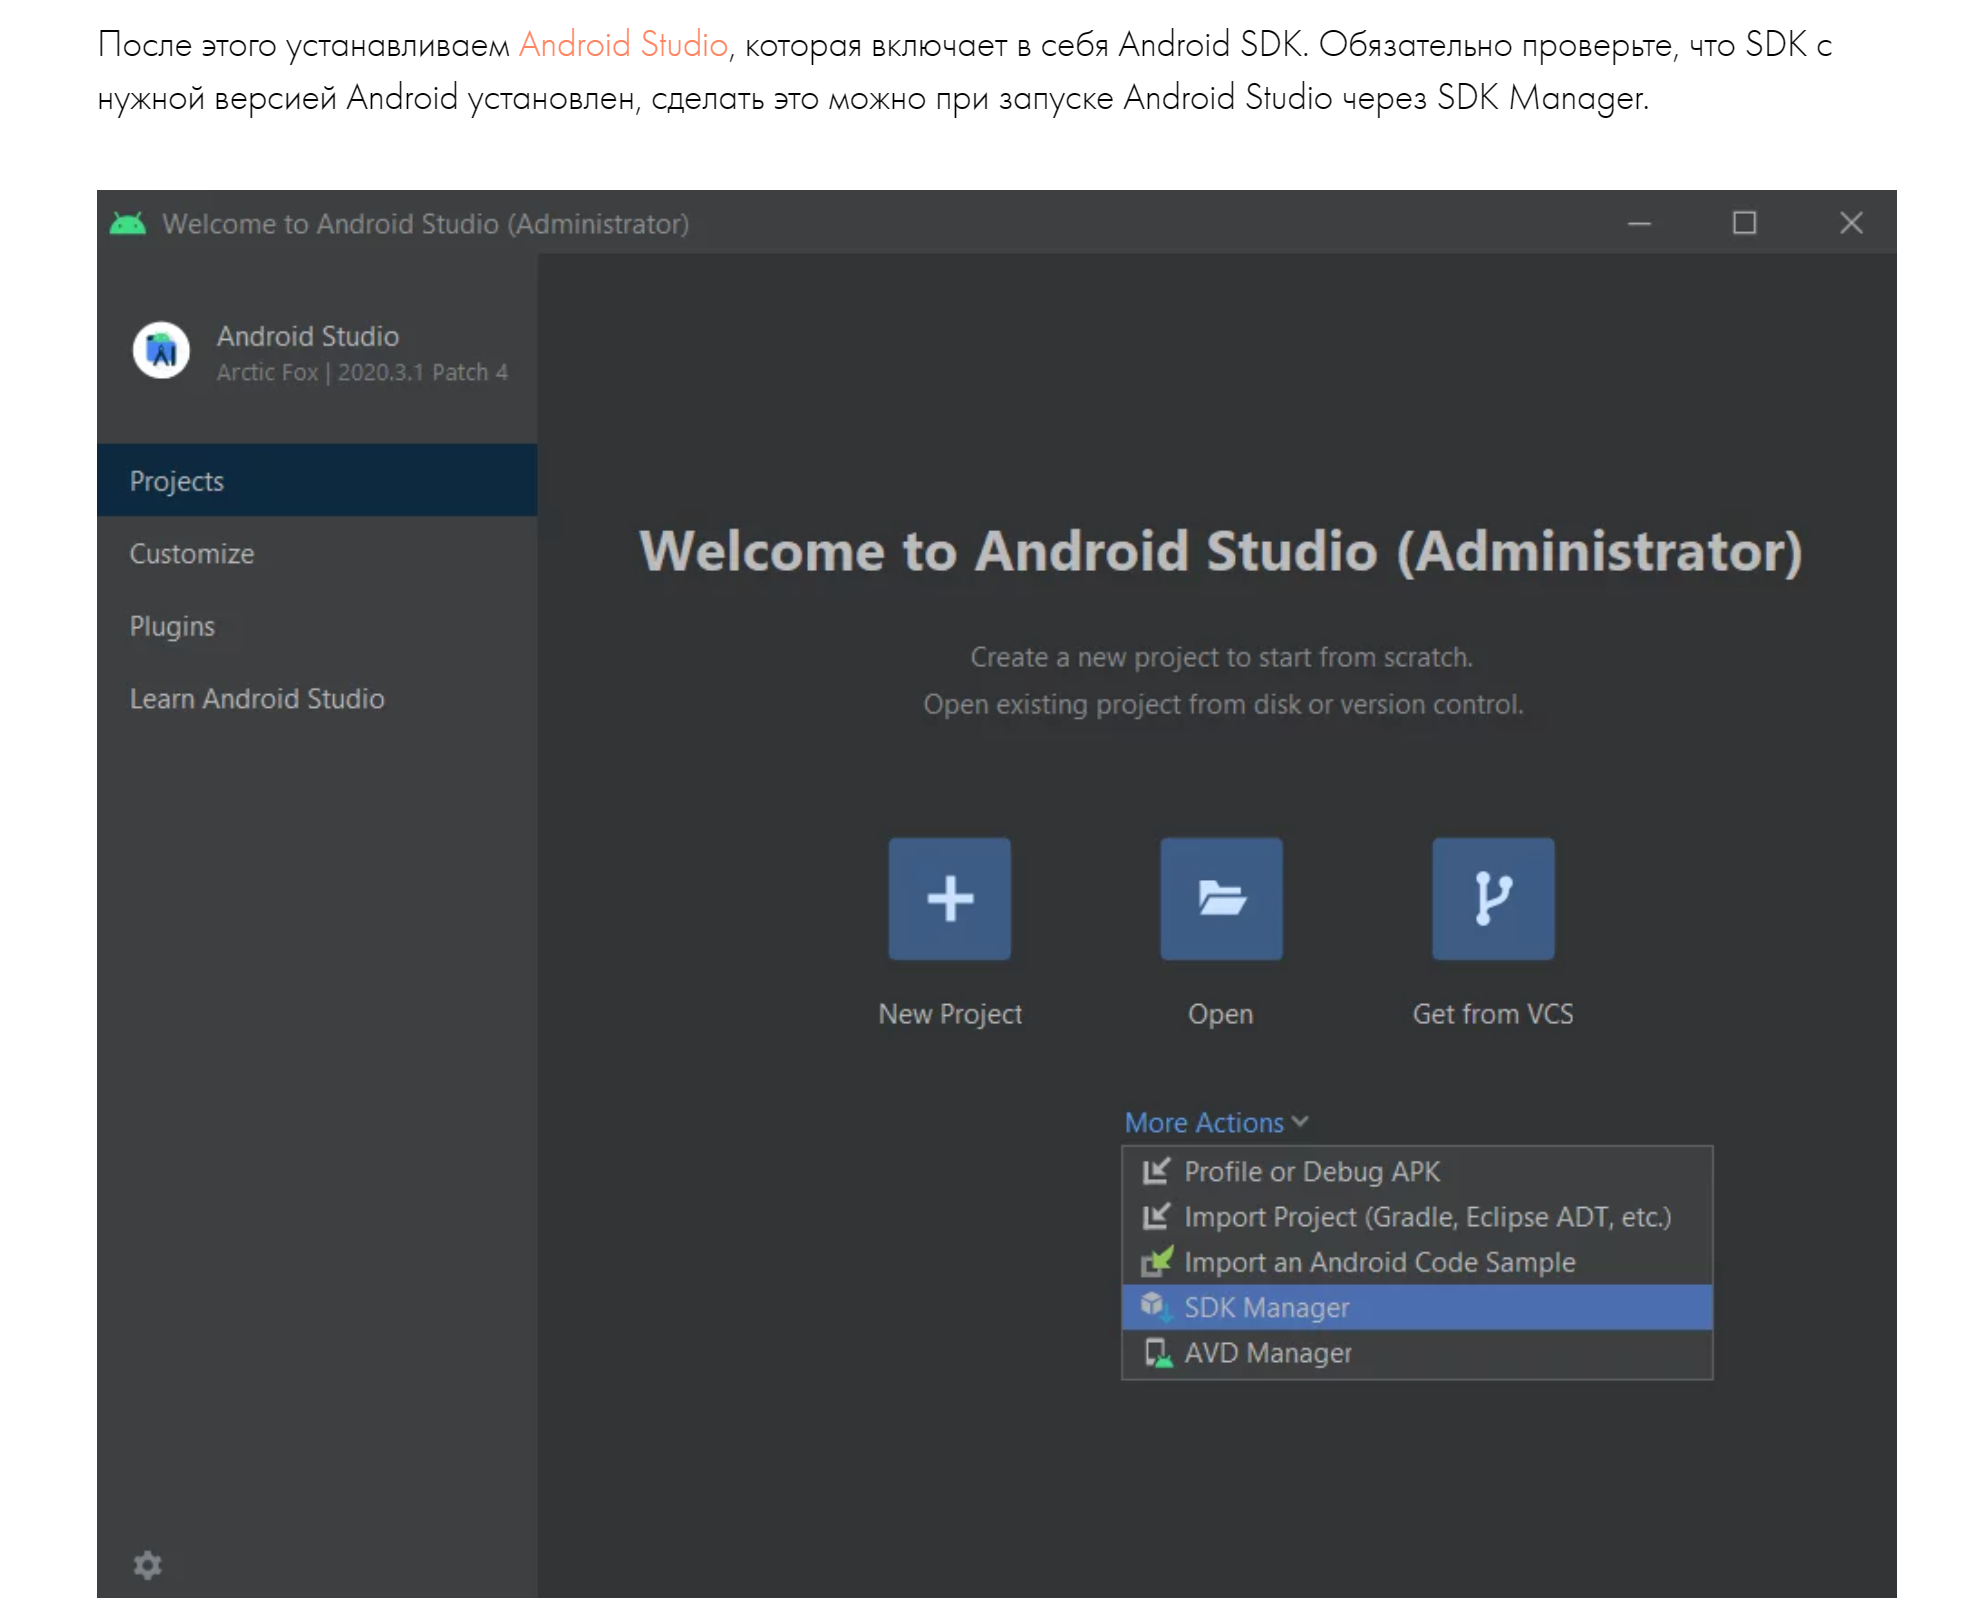 После этого устанавливаем Android Studio, которая включает в себя Android SDK. Обязательно проверьте, что SDK с
нужной версией Android установлен, сделать это можно при запуске Android Studio через SDK Manager.
Welcome to Android Studio (Administrator)
Android Studio
Arctic Fox | 2020.3.1 Patch 4
Projects
Customize
Plugins
Learn Android Studio
Welcome to Android Studio (Administrator)
Create a new project to start from scratch.
Open existing project from disk or version control.
New Project
Open
Get from VCS
More Actions
Profile or Debug APK
Import Project (Gradle, Eclipse ADT, etc.)
Import an Android Code Sample
SDK Manager
AVD Manager